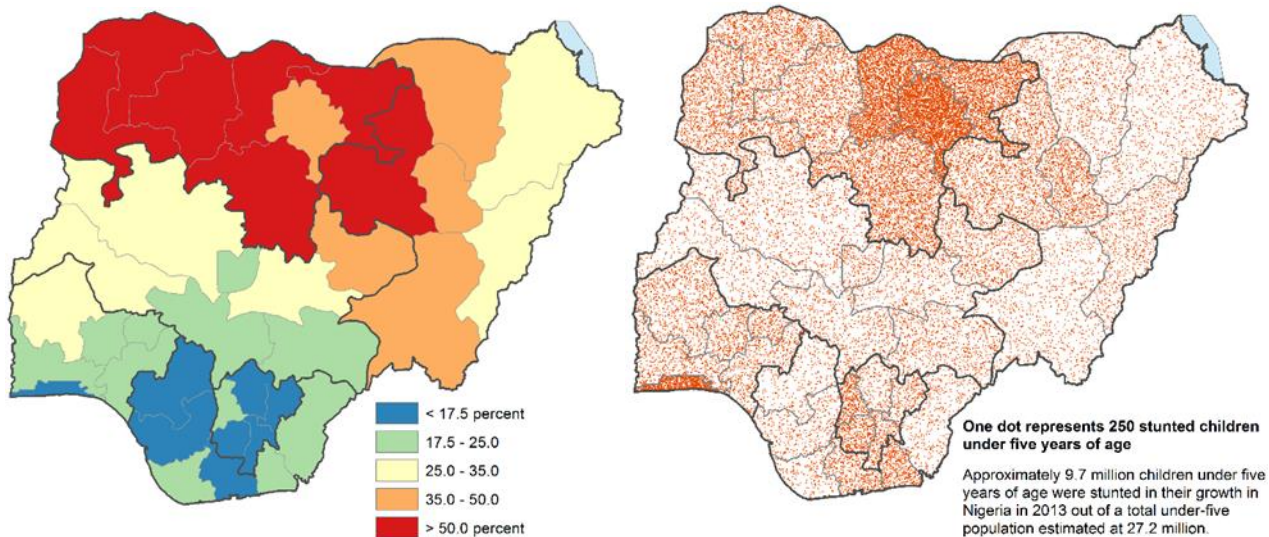 < 17.5 percent
17.5 - 25.0
25.0 - 35.0
35.0 - 50.0
> 50.0 percent
One dot represents 250 stunted children
under five years of age
Approximately 9.7 million children under five
years of age were stunted in their growth in
Nigeria in 2013 out of a total under-five
population estimated at 27.2 million.